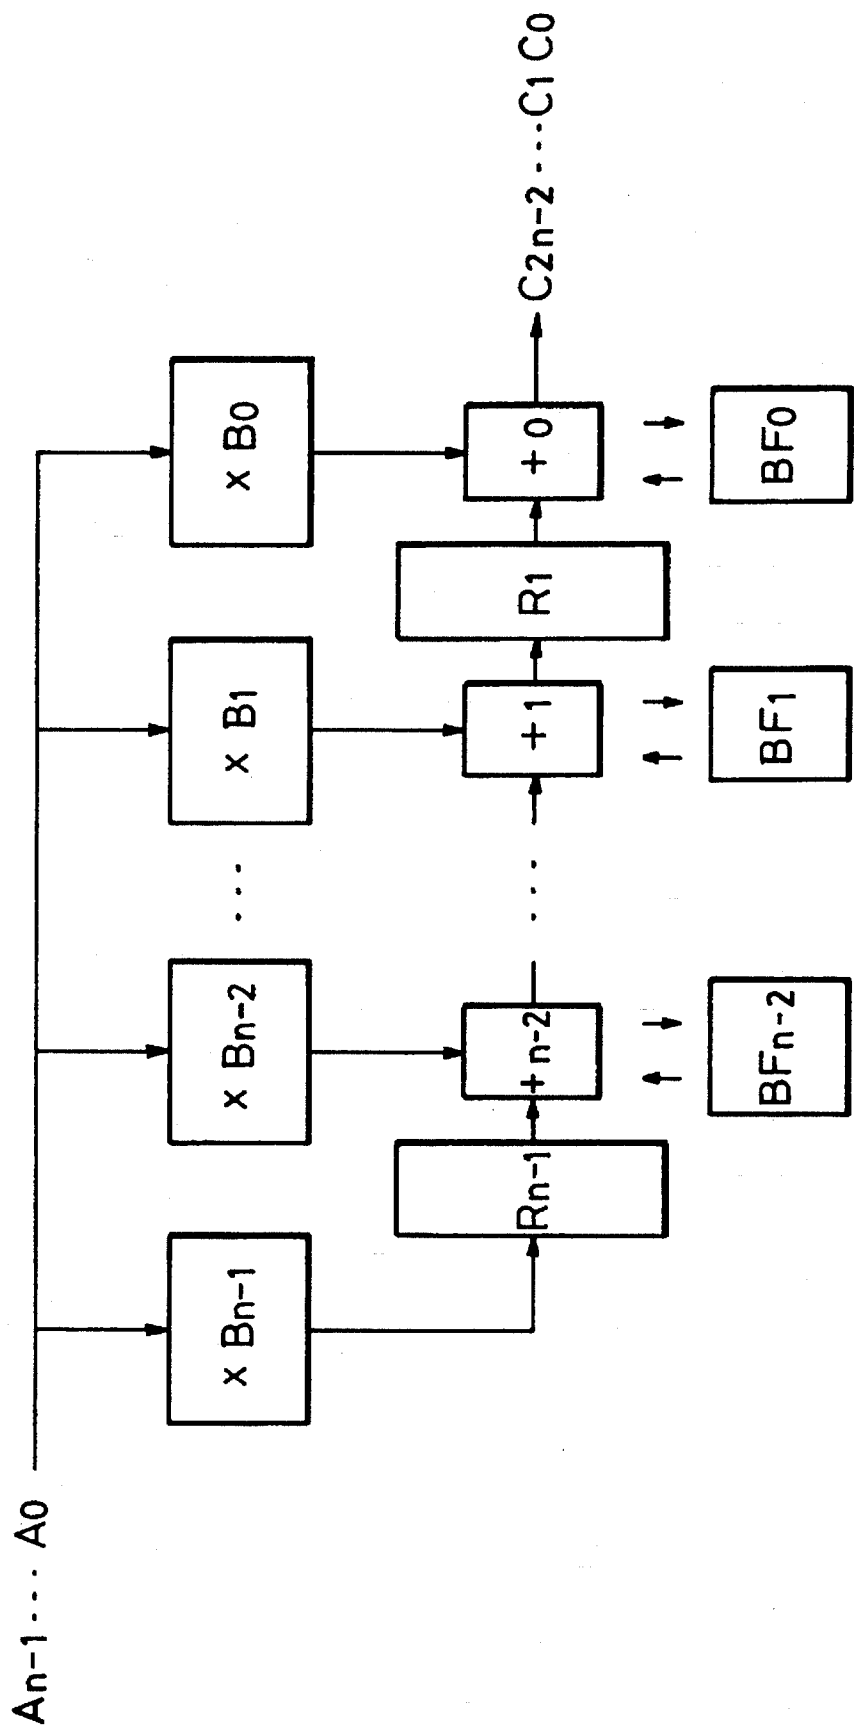 An-1 ··· A0
× Bn-1
× Bn-2
···
× B1
× B0
Rn-1
+ n-2
···
+ 1
R1
+ 0
C2n-2 ··· C1 C0
BFn-2
BF1
BF0